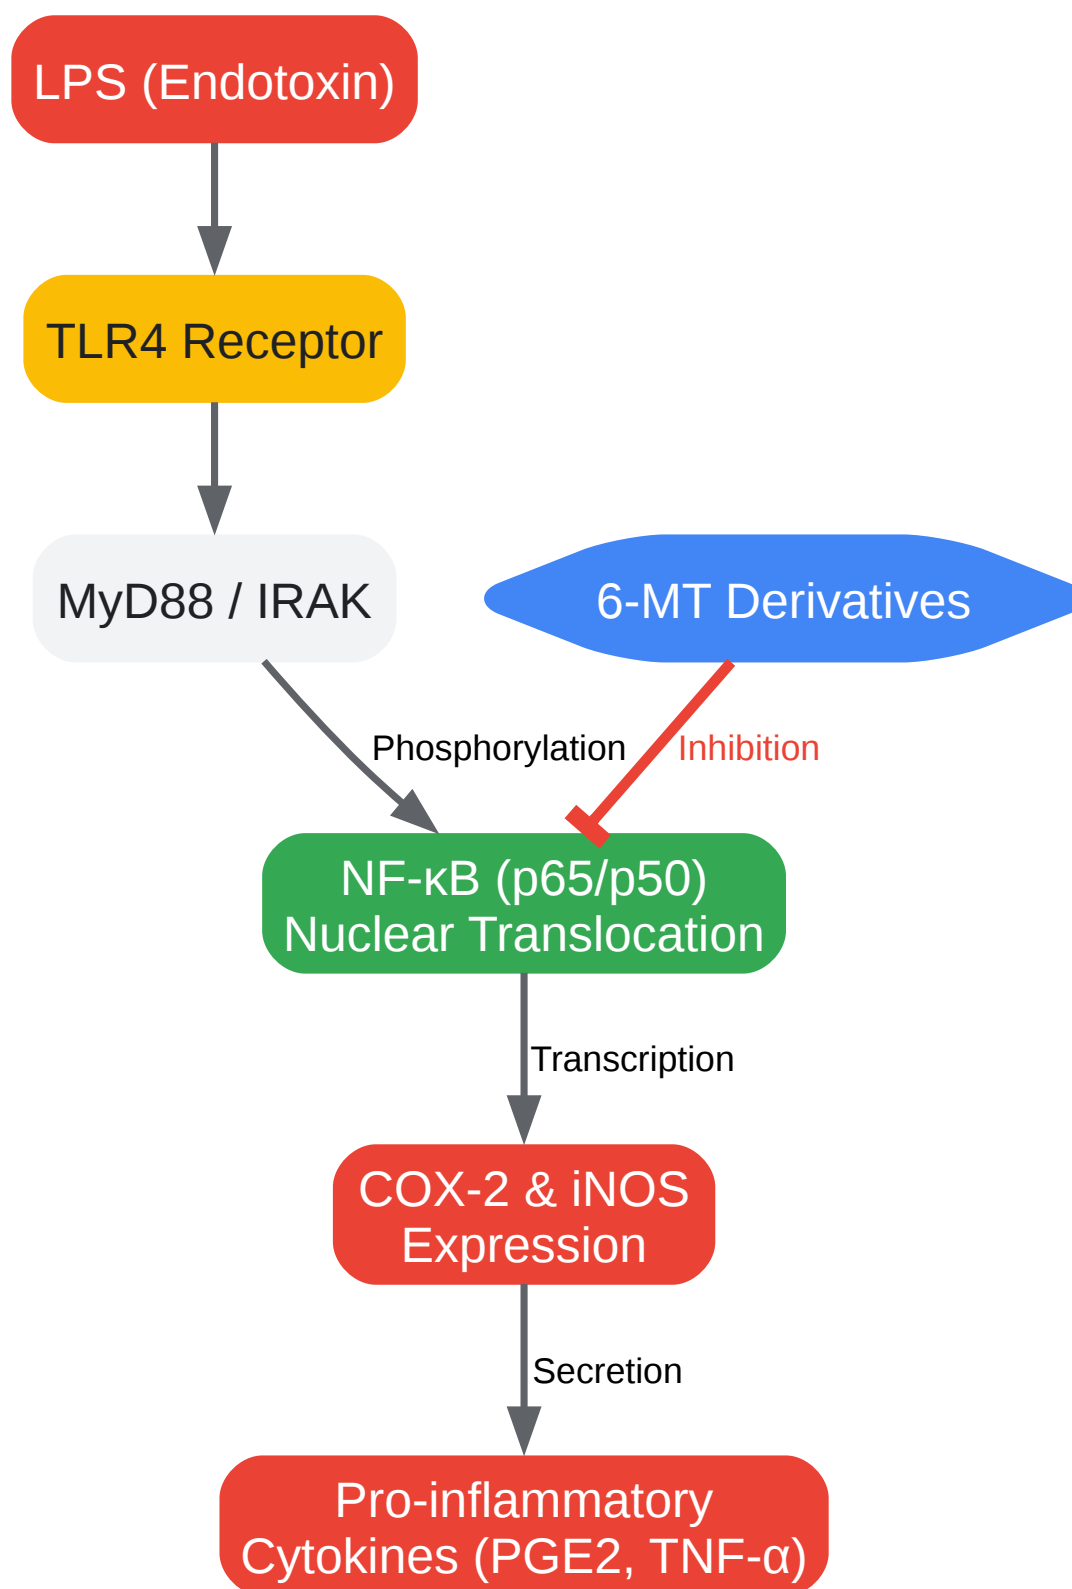 LPS (Endotoxin)
TLR4 Receptor
MyD88 / IRAK
6-MT Derivatives
Phosphorylation
Inhibition
NF-κB (p65/p50)
Nuclear Translocation
Transcription
COX-2 & iNOS
Expression
Secretion
Pro-inflammatory
Cytokines (PGE2, TNF-α)